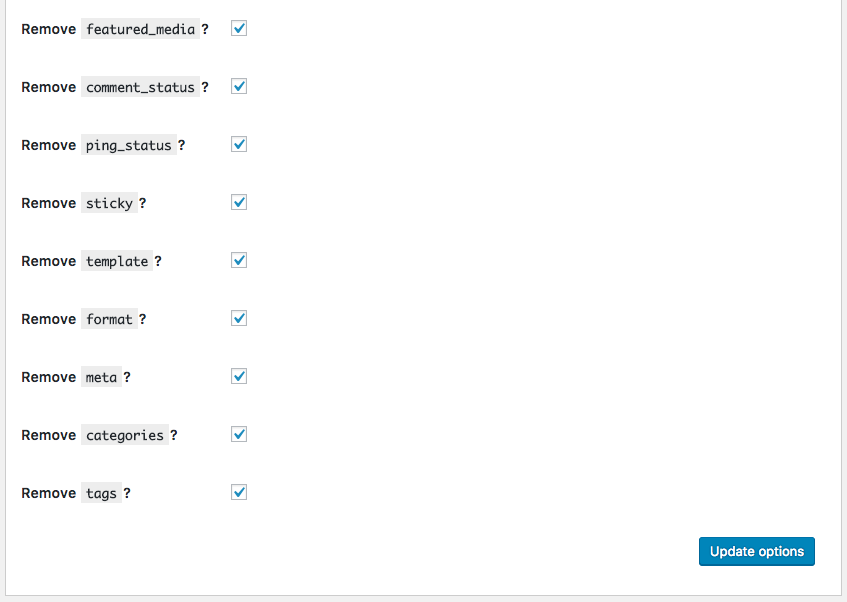 Remove featured_media ?
Remove comment_status ?
Remove ping_status ?
Remove sticky ?
Remove template ?
Remove format ?
Remove meta ?
Remove categories ?
Remove tags ?
Update options